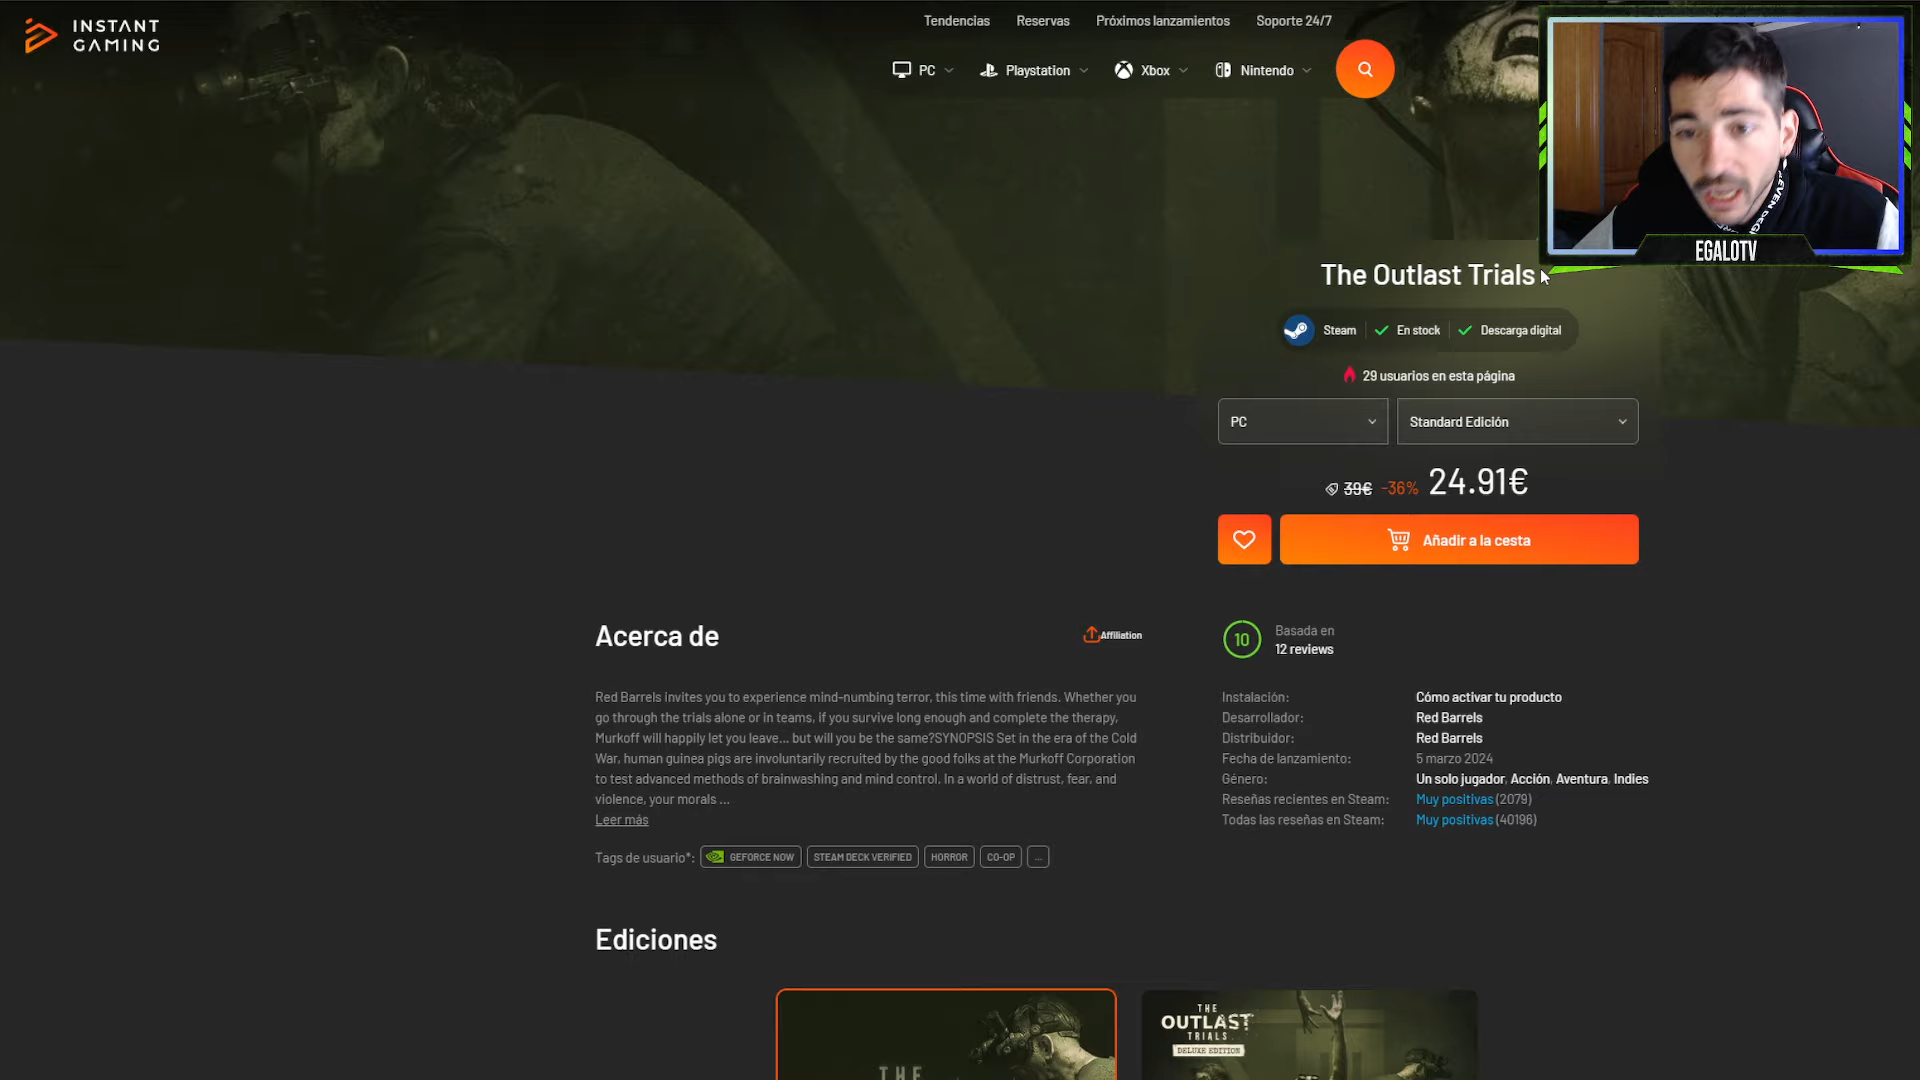 INSTANT
GAMING
Tendencias
Reservas
Próximos lanzamientos
Soporte 24/7
PC
Playstation
Xbox
Nintendo
EGALOTV
The Outlast Trials
Steam
En stock
Descarga digital
29 usuarios en esta página
PC
Standard Edición
39€ -36% 24.91€
Añadir a la cesta
Acerca de
Affiliation
10
Basada en
12 reviews
Red Barrels invites you to experience mind-numbing terror, this time with friends. Whether you
go through the trials alone or in teams, if you survive long enough and complete the therapy,
Murkoff will happily let you leave... but will you be the same?SYNOPSIS Set in the era of the Cold
War, human guinea pigs are involuntarily recruited by the good folks at the Murkoff Corporation
to test advanced methods of brainwashing and mind control. In a world of distrust, fear, and
violence, your morals ...
Leer más
Tags de usuario*:
GEFORCE NOW
STEAM DECK VERIFIED
HORROR
CO-OP
...
Instalación: Cómo activar tu producto
Desarrollador: Red Barrels
Distribuidor: Red Barrels
Fecha de lanzamiento: 5 marzo 2024
Género: Un solo jugador, Acción, Aventura, Indies
Reseñas recientes en Steam: Muy positivas (2079)
Todas las reseñas en Steam: Muy positivas (40196)
Ediciones
THE
THE
OUTLAST
TRIALS
DELUXE EDITION